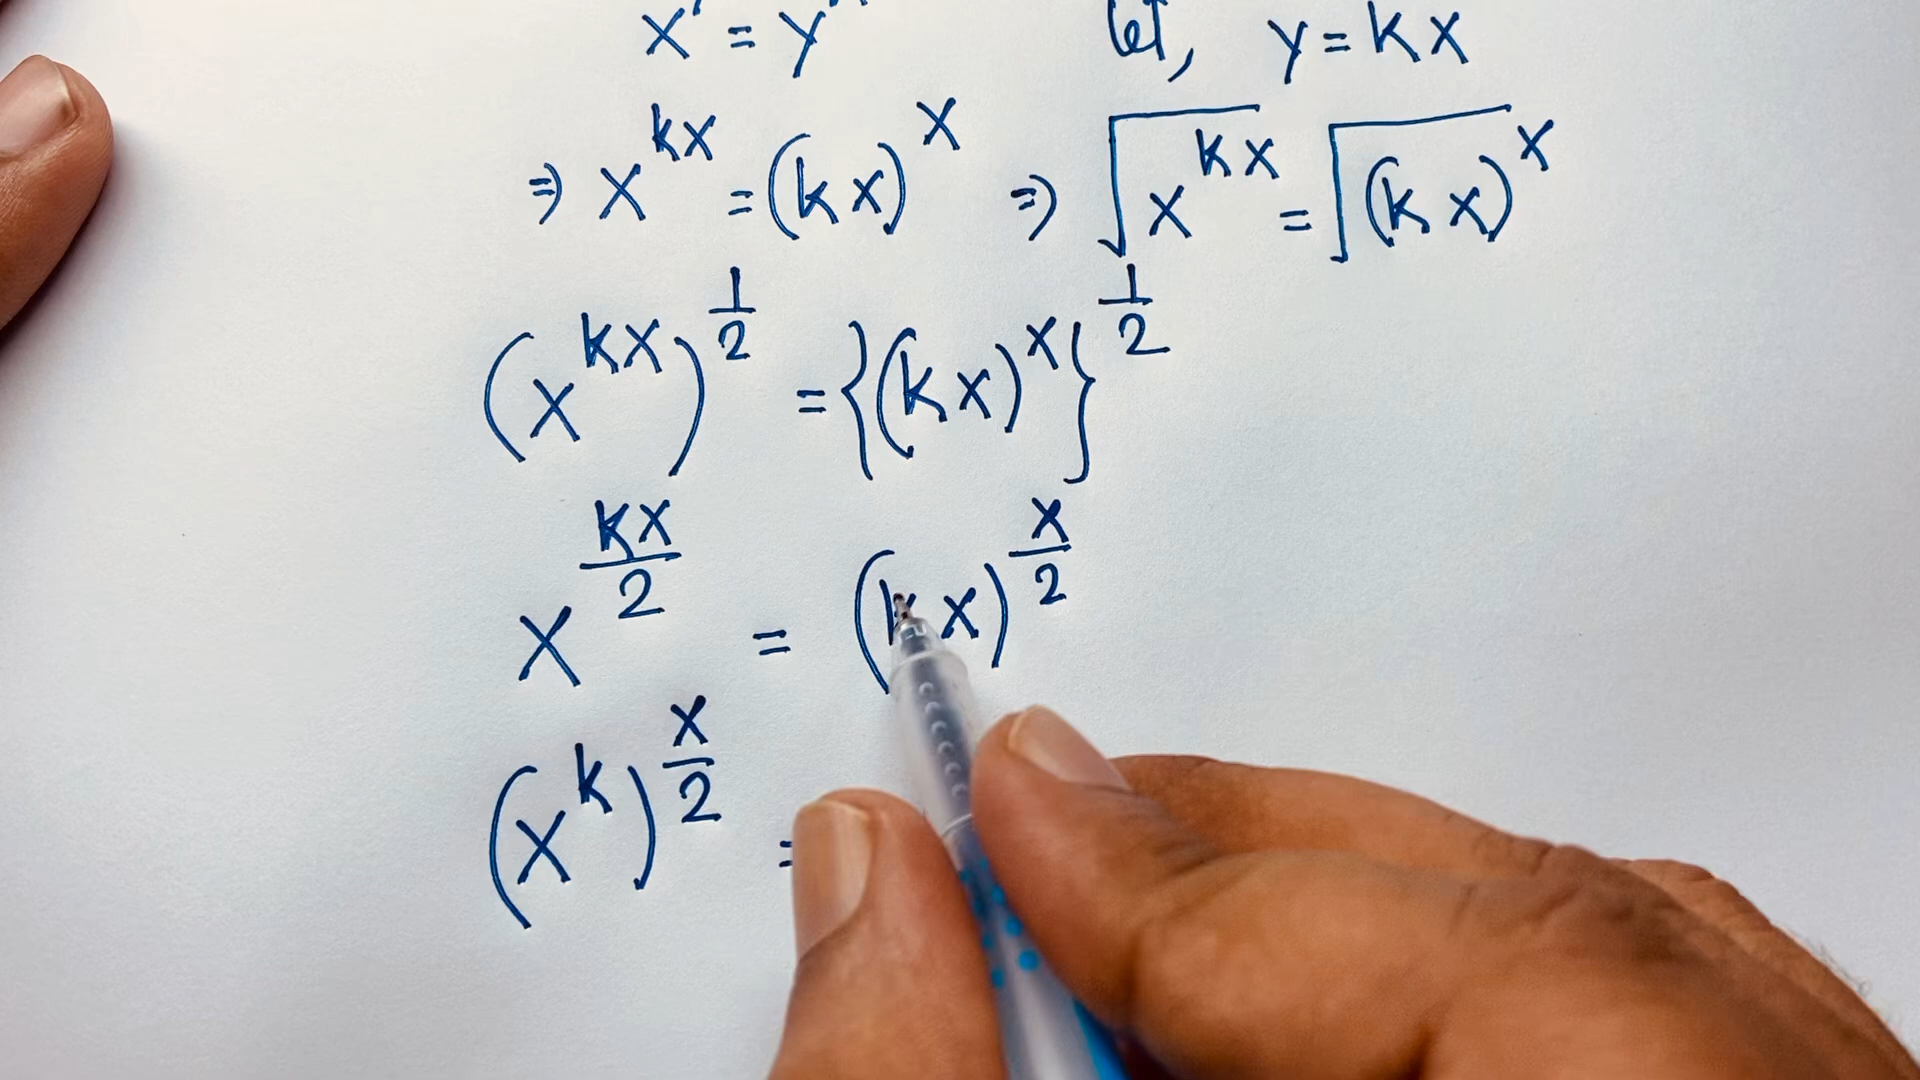 x^y = y^x let, y = kx
⇒ x^{kx} = (kx)^x ⇒ √(x^{kx}) = √((kx)^x)
(x^{kx})^{1/2} = {(kx)^x}^{1/2}
x^{kx/2} = (kx)^{x/2}
(x^k)^{x/2} =